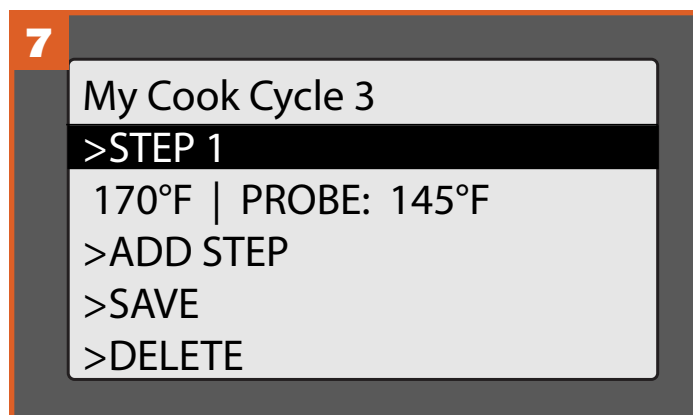 7
My Cook Cycle 3
>STEP 1
170°F | PROBE: 145°F
>ADD STEP
>SAVE
>DELETE